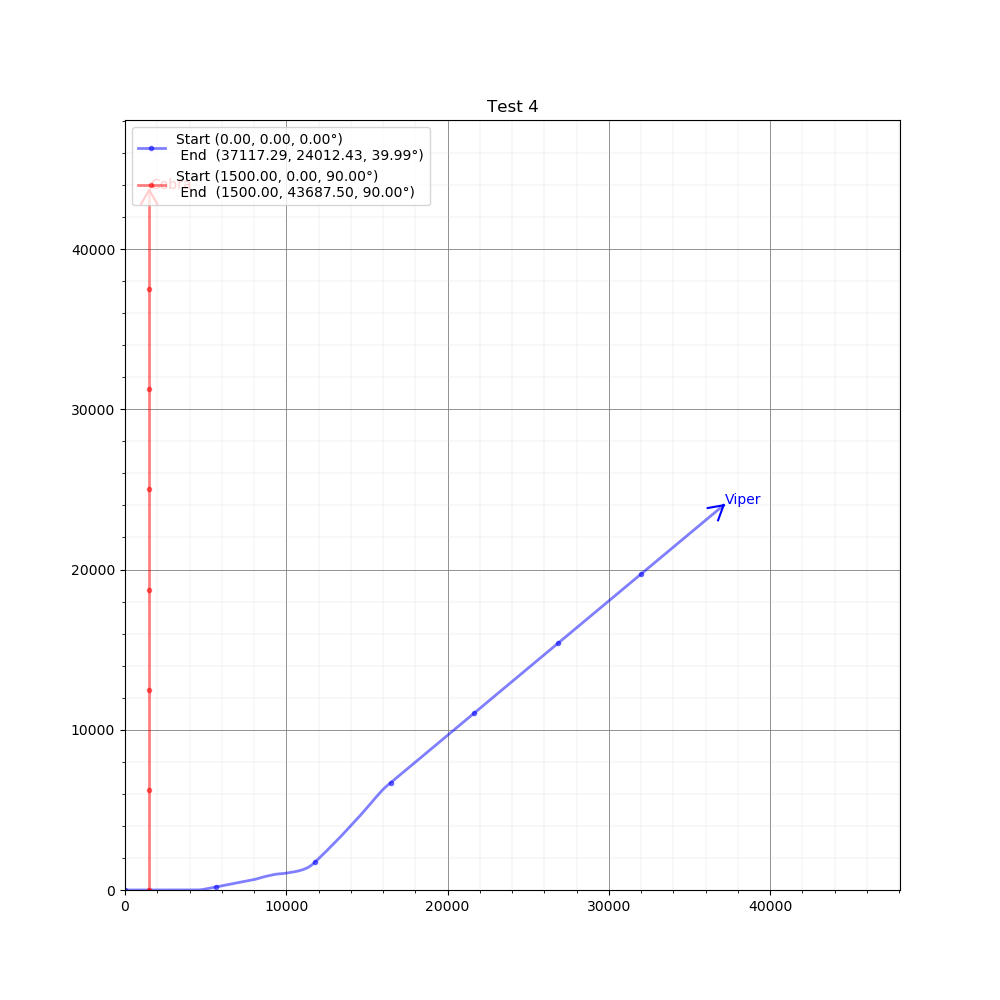 Test 4
Start (0.00, 0.00, 0.00°)
End (37117.29, 24012.43, 39.99°)
Start (1500.00, 0.00, 90.00°)
End (1500.00, 43687.50, 90.00°)
Cobra
40000
30000
Viper
20000
10000
0
0 10000 20000 30000 40000